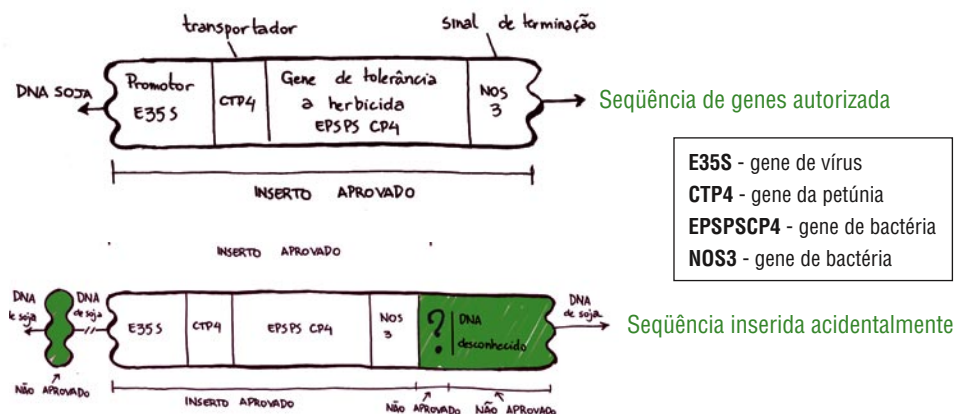 transportador
sinal de terminação
DNA SOJA
Promotor
E35S
CTP4
Gene de tolerância
a herbicida
EPSPS CP4
NOS
3
Seqüência de genes autorizada
INSERTO APROVADO
E35S - gene de vírus
CTP4 - gene da petúnia
EPSPSCP4 - gene de bactéria
NOS3 - gene de bactéria
INSERTO APROVADO
DNA
de soja
DNA
de soja
E35S
CTP4
EPSPS CP4
NOS
3
?
DNA
desconhecido
DNA
de soja
Seqüência inserida acidentalmente
NÃO APROVADO
INSERTO APROVADO
NÃO APROVADO
NÃO APROVADO